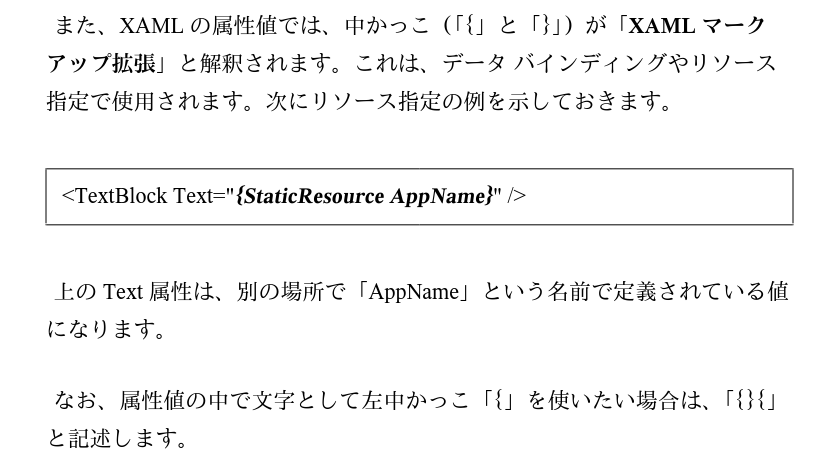 また、XAML の属性値では、中かっこ（「{」と「}」）が「XAML マーク
アップ拡張」と解釈されます。これは、データ バインディングやリソース
指定で使用されます。次にリソース指定の例を示しておきます。
<TextBlock Text="{StaticResource AppName}" />
上の Text 属性は、別の場所で「AppName」という名前で定義されている値
になります。
なお、属性値の中で文字として左中かっこ「{」を使いたい場合は、「{}{」
と記述します。